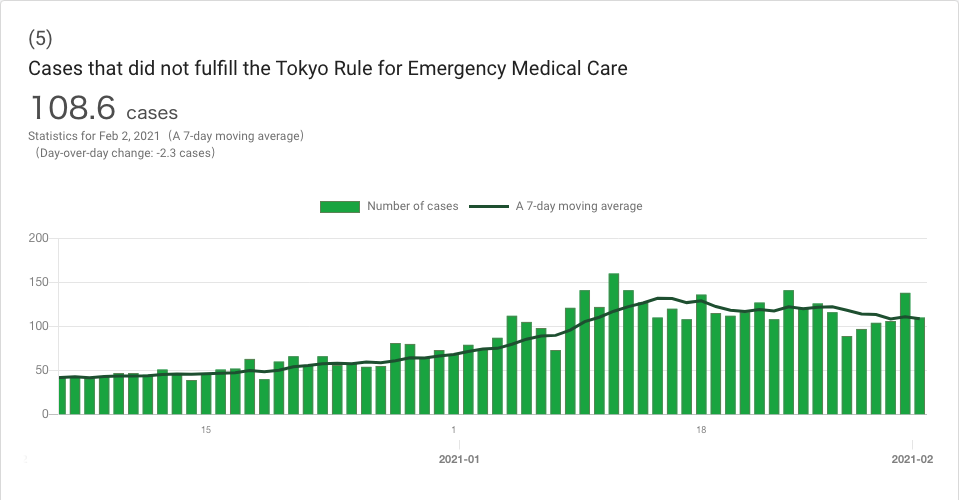 (5)
Cases that did not fulfill the Tokyo Rule for Emergency Medical Care
108.6 cases
Statistics for Feb 2, 2021（A 7-day moving average）
（Day-over-day change: -2.3 cases）
Number of cases A 7-day moving average
200
150
100
50
0
15 1 18
2021-01 2021-02